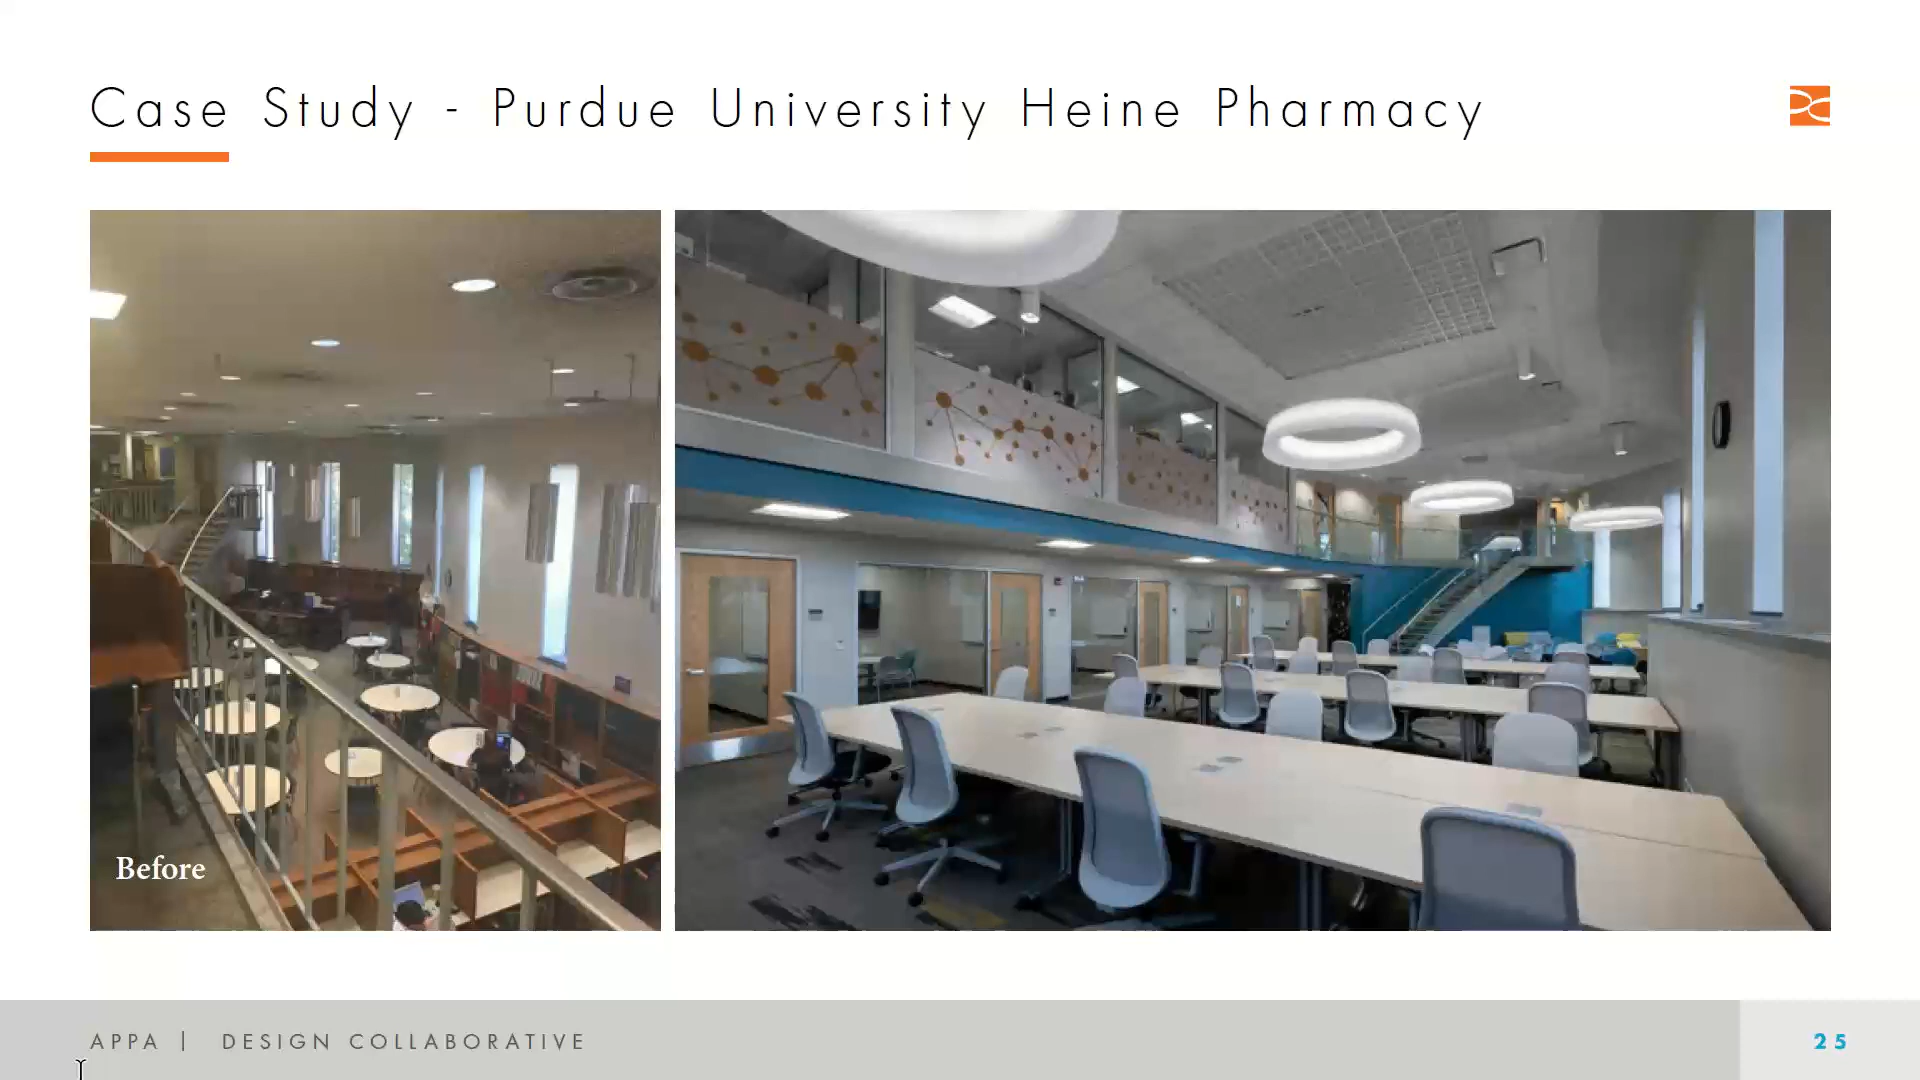 Case Study - Purdue University Heine Pharmacy
Before
APPA | DESIGN COLLABORATIVE
25